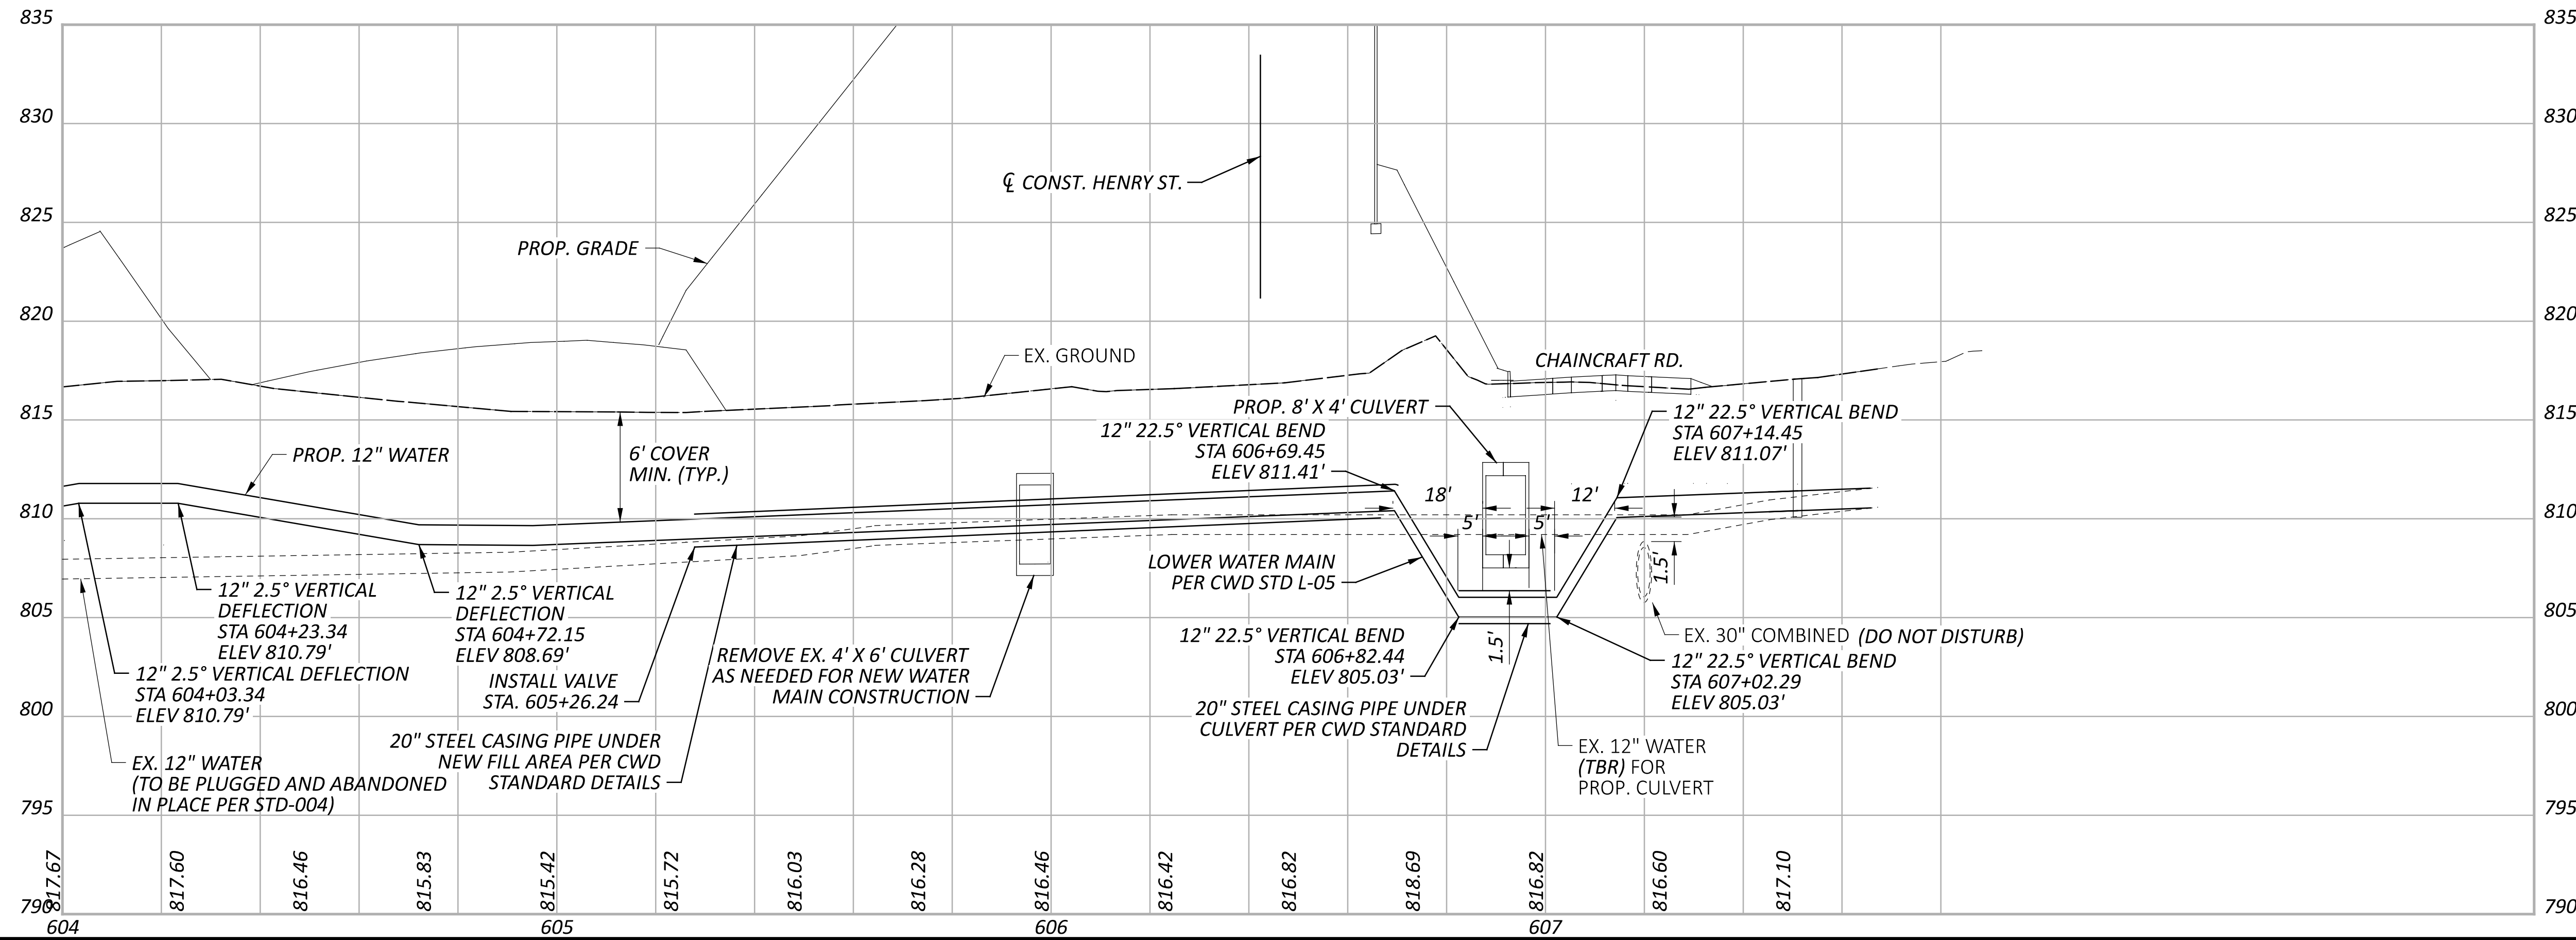 835
835
830
830
℄ CONST. HENRY ST.
825
825
PROP. GRADE
820
820
EX. GROUND
CHAINCRAFT RD.
815
815
PROP. 8' X 4' CULVERT
12" 22.5° VERTICAL BEND
STA 606+69.45
ELEV 811.41'
12" 22.5° VERTICAL BEND
STA 607+14.45
ELEV 811.07'
PROP. 12" WATER
6' COVER
MIN. (TYP.)
18'
12'
5'
5'
810
810
LOWER WATER MAIN
PER CWD STD L-05
1.5'
12" 2.5° VERTICAL
DEFLECTION
STA 604+23.34
ELEV 810.79'
12" 2.5° VERTICAL
DEFLECTION
STA 604+72.15
ELEV 808.69'
805
805
12" 2.5° VERTICAL DEFLECTION
STA 604+03.34
ELEV 810.79'
INSTALL VALVE
STA. 605+26.24
REMOVE EX. 4' X 6' CULVERT
AS NEEDED FOR NEW WATER
MAIN CONSTRUCTION
12" 22.5° VERTICAL BEND
STA 606+82.44
ELEV 805.03'
1.5'
EX. 30" COMBINED (DO NOT DISTURB)
12" 22.5° VERTICAL BEND
STA 607+02.29
ELEV 805.03'
800
800
20" STEEL CASING PIPE UNDER
CULVERT PER CWD STANDARD
DETAILS
20" STEEL CASING PIPE UNDER
NEW FILL AREA PER CWD
STANDARD DETAILS
EX. 12" WATER
(TBR) FOR
PROP. CULVERT
EX. 12" WATER
(TO BE PLUGGED AND ABANDONED
IN PLACE PER STD-004)
795
795
817.67
817.60
816.46
815.83
815.42
815.72
816.03
816.28
816.46
816.42
816.82
818.69
816.82
816.60
817.10
790
790
604
605
606
607